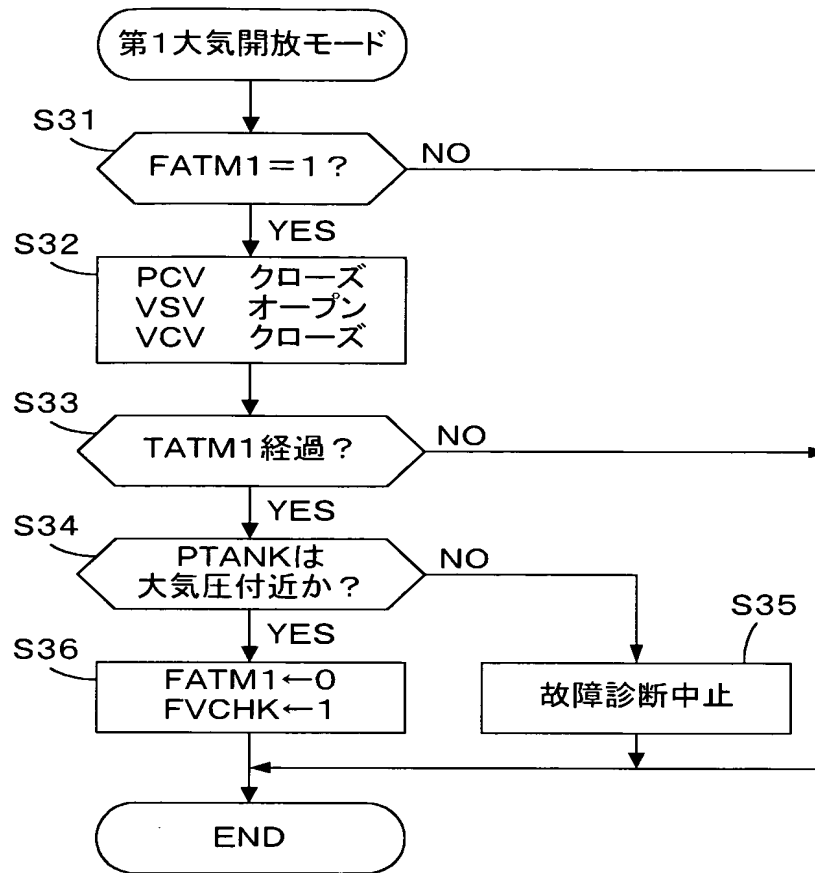 第1大気開放モード
S31
FATM1=1?
NO
YES
S32
PCV クローズ
VSV オープン
VCV クローズ
S33
TATM1経過?
NO
YES
S34
PTANKは
大気圧付近か?
NO
YES
S35
故障診断中止
S36
FATM1←0
FVCHK←1
END